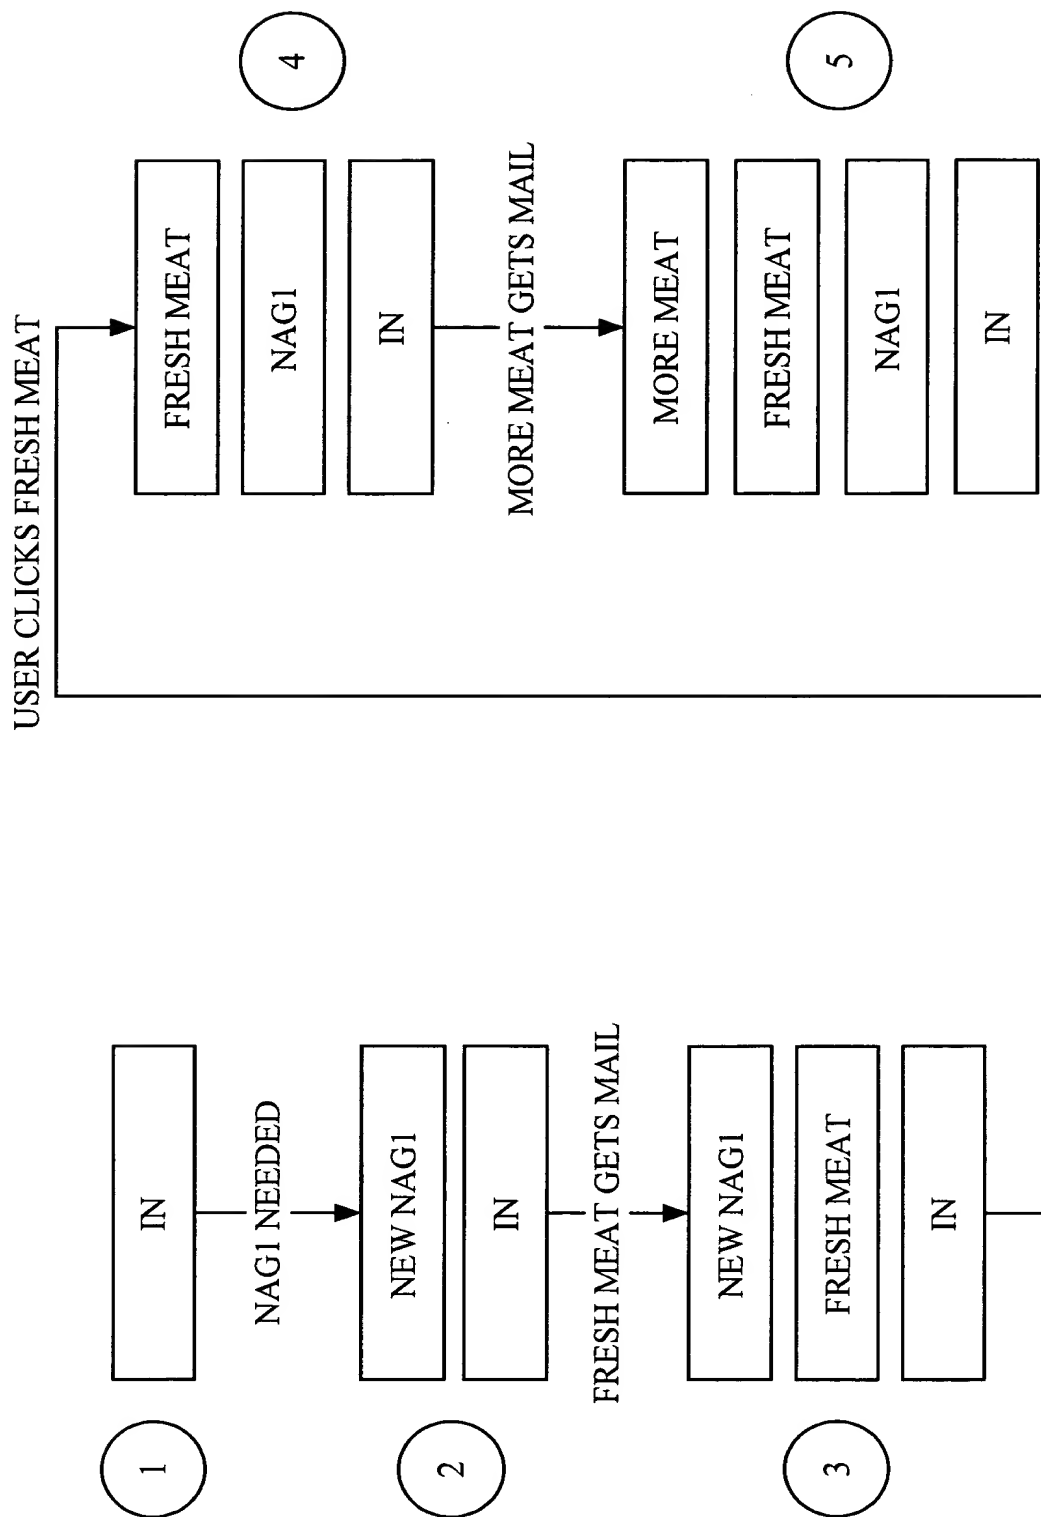 1
IN
NAG1 NEEDED
2
NEW NAG1
IN
FRESH MEAT GETS MAIL
3
NEW NAG1
FRESH MEAT
IN
USER CLICKS FRESH MEAT
4
FRESH MEAT
NAG1
IN
MORE MEAT GETS MAIL
5
MORE MEAT
FRESH MEAT
NAG1
IN